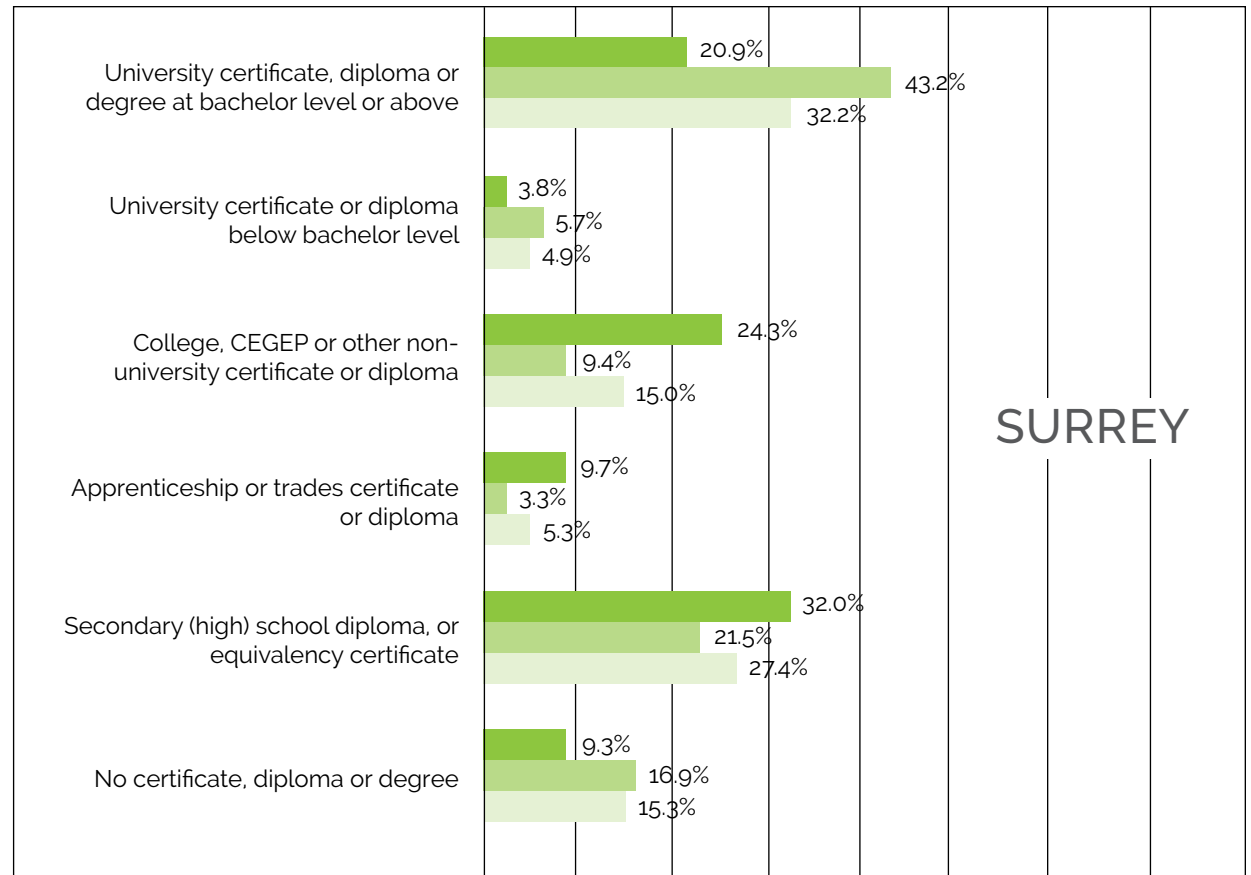 University certificate, diploma or
degree at bachelor level or above
20.9%
43.2%
32.2%
University certificate or diploma
below bachelor level
3.8%
5.7%
4.9%
College, CEGEP or other non-
university certificate or diploma
24.3%
9.4%
15.0%
SURREY
Apprenticeship or trades certificate
or diploma
9.7%
3.3%
5.3%
Secondary (high) school diploma, or
equivalency certificate
32.0%
21.5%
27.4%
No certificate, diploma or degree
9.3%
16.9%
15.3%